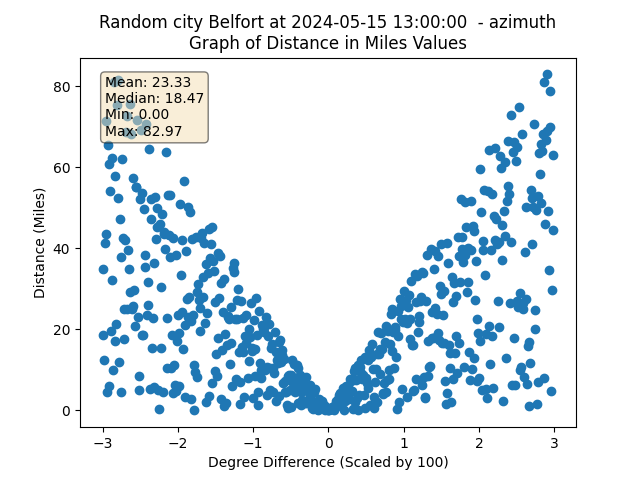 Random city Belfort at 2024-05-15 13:00:00  - azimuth
Graph of Distance in Miles Values
Mean: 23.33
Median: 18.47
Min: 0.00
Max: 82.97
80
60
40
20
0
Distance (Miles)
−3 −2 −1 0 1 2 3
Degree Difference (Scaled by 100)